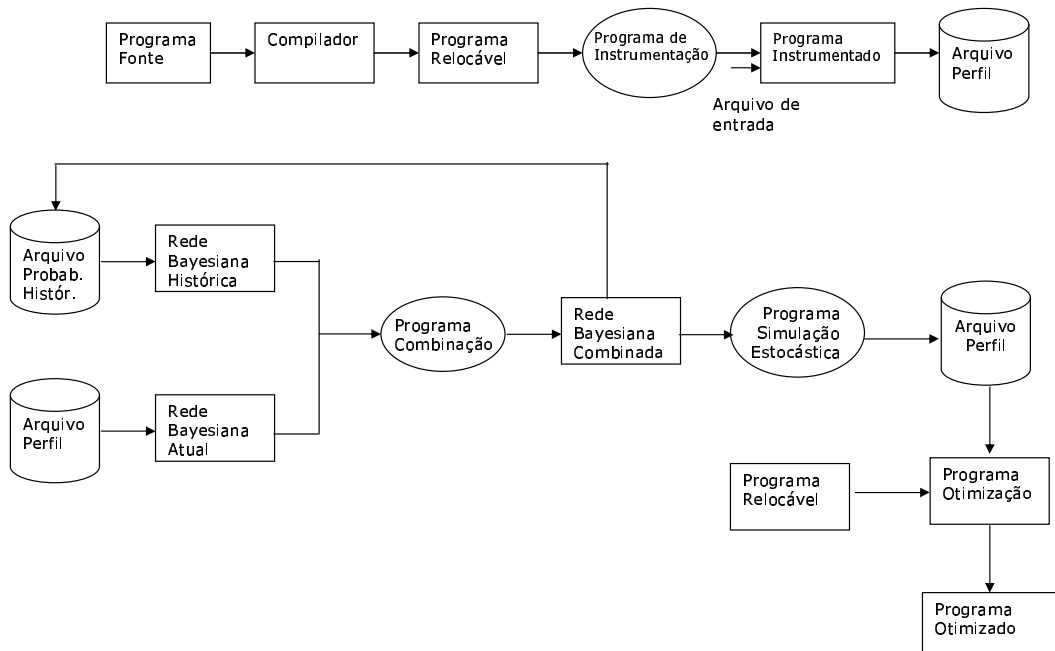 Programa
Fonte
Compilador
Programa
Relocável
Programa de
Instrumentação
Programa
Instrumentado
Arquivo
Perfil
Arquivo de
entrada
Arquivo
Probab.
Histór.
Rede
Bayesiana
Histórica
Programa
Combinação
Rede
Bayesiana
Combinada
Programa
Simulação
Estocástica
Arquivo
Perfil
Arquivo
Perfil
Rede
Bayesiana
Atual
Programa
Relocável
Programa
Otimização
Programa
Otimizado